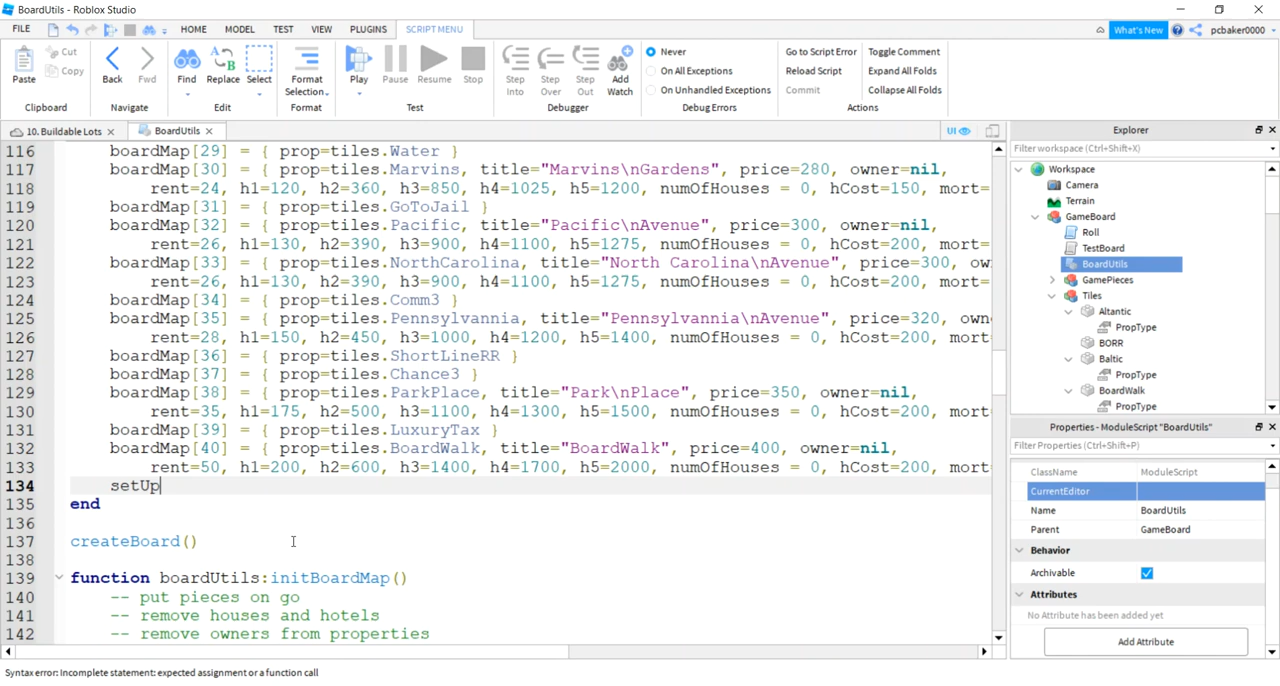 BoardUtils - Roblox Studio
FILE HOME MODEL TEST VIEW PLUGINS SCRIPT MENU What's New pcbaker0000
Paste Cut Copy Back Fwd Find Replace Select Format Selection Play Pause Resume Stop Step Into Step Over Step Out Add Watch
Never
On All Exceptions
On Unhandled Exceptions
Go to Script Error
Reload Script
Commit
Toggle Comment
Expand All Folds
Collapse All Folds
Clipboard Navigate Edit Format Test Debugger Debug Errors Actions
10. Buildable Lots BoardUtils UI
116 boardMap[29] = { prop=tiles.Water }
117 boardMap[30] = { prop=tiles.Marvins, title="Marvins\nGardens", price=280, owner=nil,
118 rent=24, h1=120, h2=360, h3=850, h4=1025, h5=1200, numOfHouses = 0, hCost=150, mort=
119 boardMap[31] = { prop=tiles.GoToJail }
120 boardMap[32] = { prop=tiles.Pacific, title="Pacific\nAvenue", price=300, owner=nil,
121 rent=26, h1=130, h2=390, h3=900, h4=1100, h5=1275, numOfHouses = 0, hCost=200, mort=
122 boardMap[33] = { prop=tiles.NorthCarolina, title="North Carolina\nAvenue", price=300, ow
123 rent=26, h1=130, h2=390, h3=900, h4=1100, h5=1275, numOfHouses = 0, hCost=200, mort=
124 boardMap[34] = { prop=tiles.Comm3 }
125 boardMap[35] = { prop=tiles.Pennsylvannia, title="Pennsylvannia\nAvenue", price=320, own
126 rent=28, h1=150, h2=450, h3=1000, h4=1200, h5=1400, numOfHouses = 0, hCost=200, mort
127 boardMap[36] = { prop=tiles.ShortLineRR }
128 boardMap[37] = { prop=tiles.Chance3 }
129 boardMap[38] = { prop=tiles.ParkPlace, title="Park\nPlace", price=350, owner=nil,
130 rent=35, h1=175, h2=500, h3=1100, h4=1300, h5=1500, numOfHouses = 0, hCost=200, mort
131 boardMap[39] = { prop=tiles.LuxuryTax }
132 boardMap[40] = { prop=tiles.BoardWalk, title="BoardWalk", price=400, owner=nil,
133 rent=50, h1=200, h2=600, h3=1400, h4=1700, h5=2000, numOfHouses = 0, hCost=200, mort
134 setUp
135 end
136
137 createBoard()
138
139 function boardUtils:initBoardMap()
140 -- put pieces on go
141 -- remove houses and hotels
142 -- remove owners from properties
Explorer
Filter workspace (Ctrl+Shift+X)
Workspace
Camera
Terrain
GameBoard
Roll
TestBoard
BoardUtils
GamePieces
Tiles
Altantic
PropType
BORR
Baltic
PropType
BoardWalk
PropType
Properties - ModuleScript "BoardUtils"
Filter Properties (Ctrl+Shift+P)
ClassName ModuleScript
CurrentEditor
Name BoardUtils
Parent GameBoard
Behavior
Archivable
Attributes
No Attribute has been added yet
Add Attribute
Syntax error: Incomplete statement: expected assignment or a function call